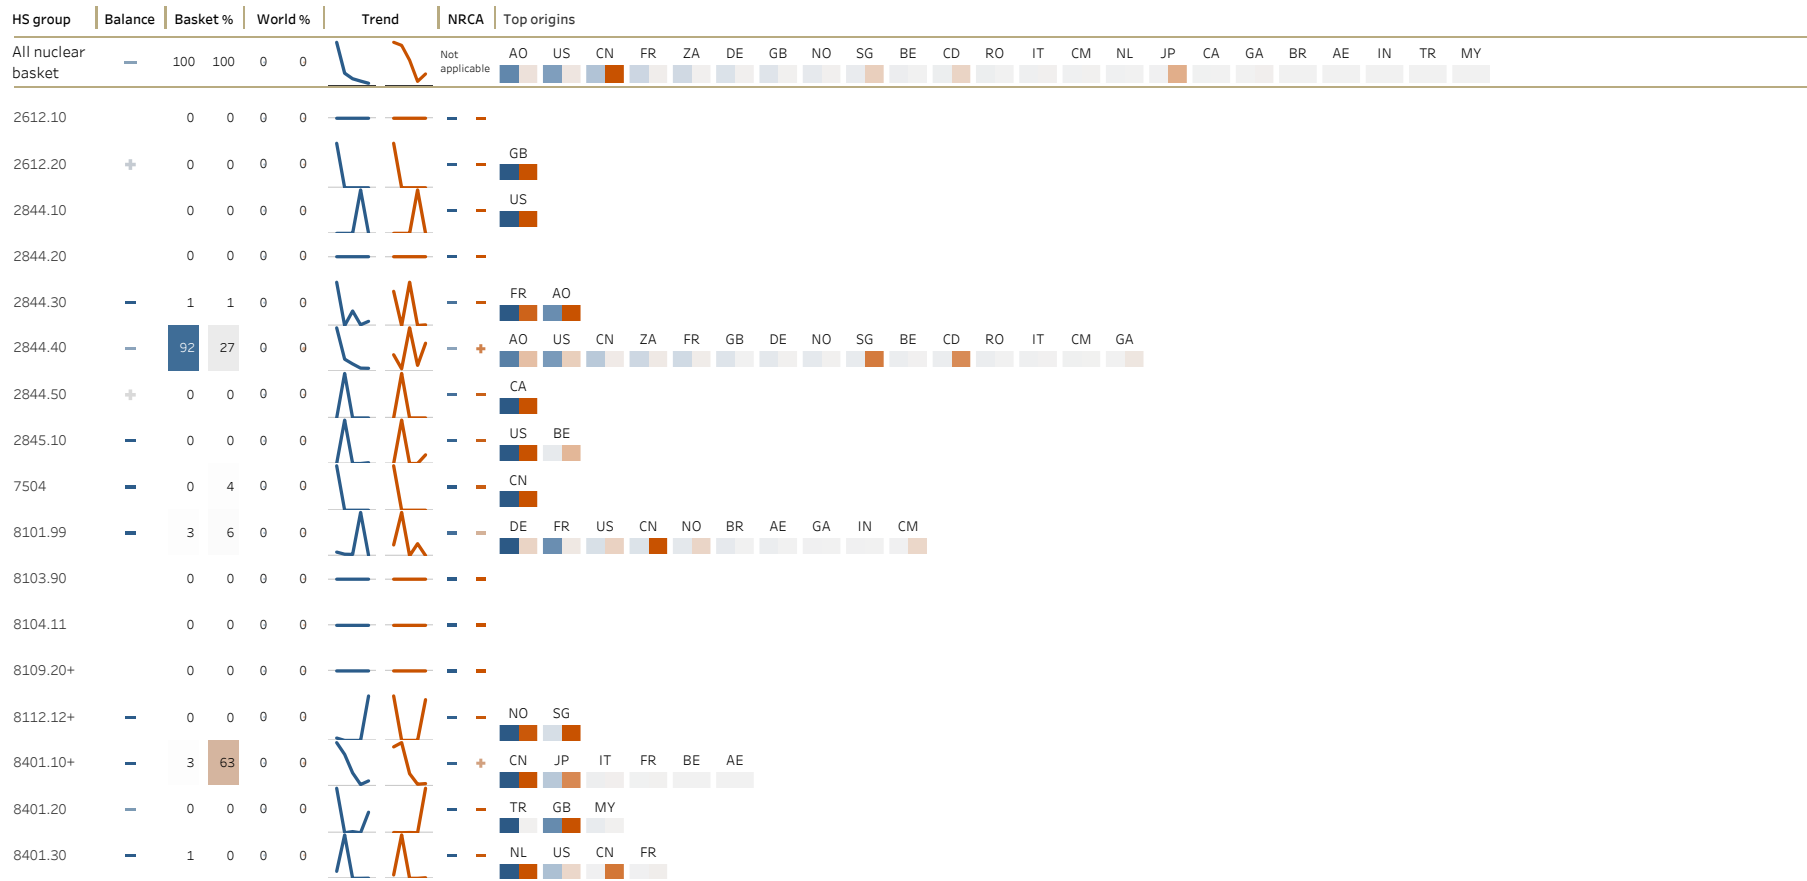 HS group Balance Basket % World % Trend NRCA Top origins
All nuclear basket 100 100 0 0 Not applicable AO US CN FR ZA DE GB NO SG BE CD RO IT CM NL JP CA GA BR AE IN TR MY
2612.10 0 0 0 0
2612.20 0 0 0 0 GB
2844.10 0 0 0 0 US
2844.20 0 0 0 0
2844.30 1 1 0 0 FR AO
2844.40 92 27 0 0 AO US CN ZA FR GB DE NO SG BE CD RO IT CM GA
2844.50 0 0 0 0 CA
2845.10 0 0 0 0 US BE
7504 0 4 0 0 CN
8101.99 3 6 0 0 DE FR US CN NO BR AE GA IN CM
8103.90 0 0 0 0
8104.11 0 0 0 0
8109.20+ 0 0 0 0
8112.12+ 0 0 0 0 NO SG
8401.10+ 3 63 0 0 CN JP IT FR BE AE
8401.20 0 0 0 0 TR GB MY
8401.30 1 0 0 0 NL US CN FR